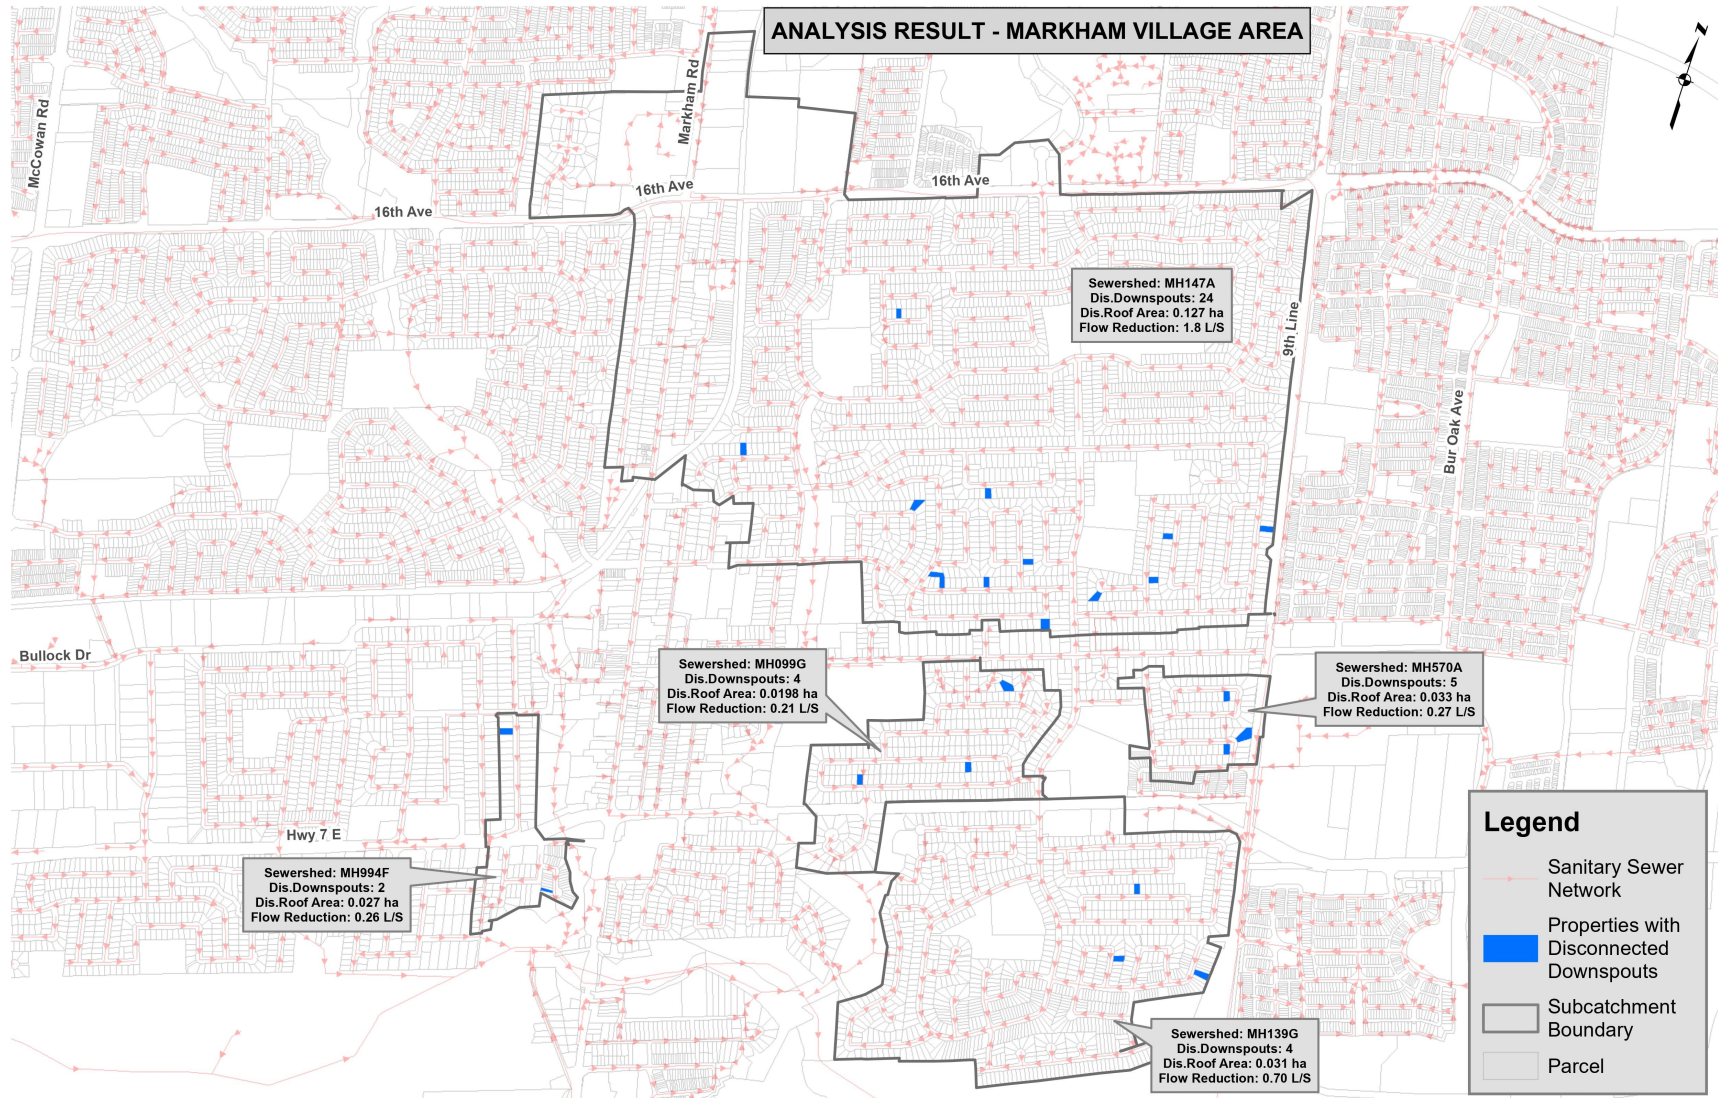 ANALYSIS RESULT - MARKHAM VILLAGE AREA
N
McCowan Rd
Markham Rd
16th Ave
16th Ave
16th Ave
Sewershed: MH147A
Dis.Downspouts: 24
Dis.Roof Area: 0.127 ha
Flow Reduction: 1.8 L/S
9th Line
Bur Oak Ave
Bullock Dr
Sewershed: MH099G
Dis.Downspouts: 4
Dis.Roof Area: 0.0198 ha
Flow Reduction: 0.21 L/S
Sewershed: MH570A
Dis.Downspouts: 5
Dis.Roof Area: 0.033 ha
Flow Reduction: 0.27 L/S
Hwy 7 E
Sewershed: MH994F
Dis.Downspouts: 2
Dis.Roof Area: 0.027 ha
Flow Reduction: 0.26 L/S
Sewershed: MH139G
Dis.Downspouts: 4
Dis.Roof Area: 0.031 ha
Flow Reduction: 0.70 L/S
Legend
Sanitary Sewer
Network
Properties with
Disconnected
Downspouts
Subcatchment
Boundary
Parcel